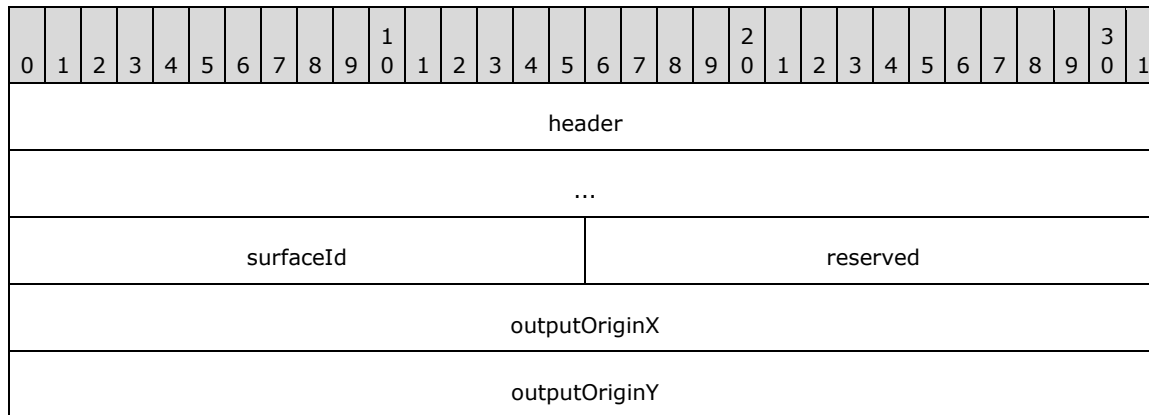 1 2 3
0 1 2 3 4 5 6 7 8 9 0 1 2 3 4 5 6 7 8 9 0 1 2 3 4 5 6 7 8 9 0 1
header
...
surfaceId reserved
outputOriginX
outputOriginY